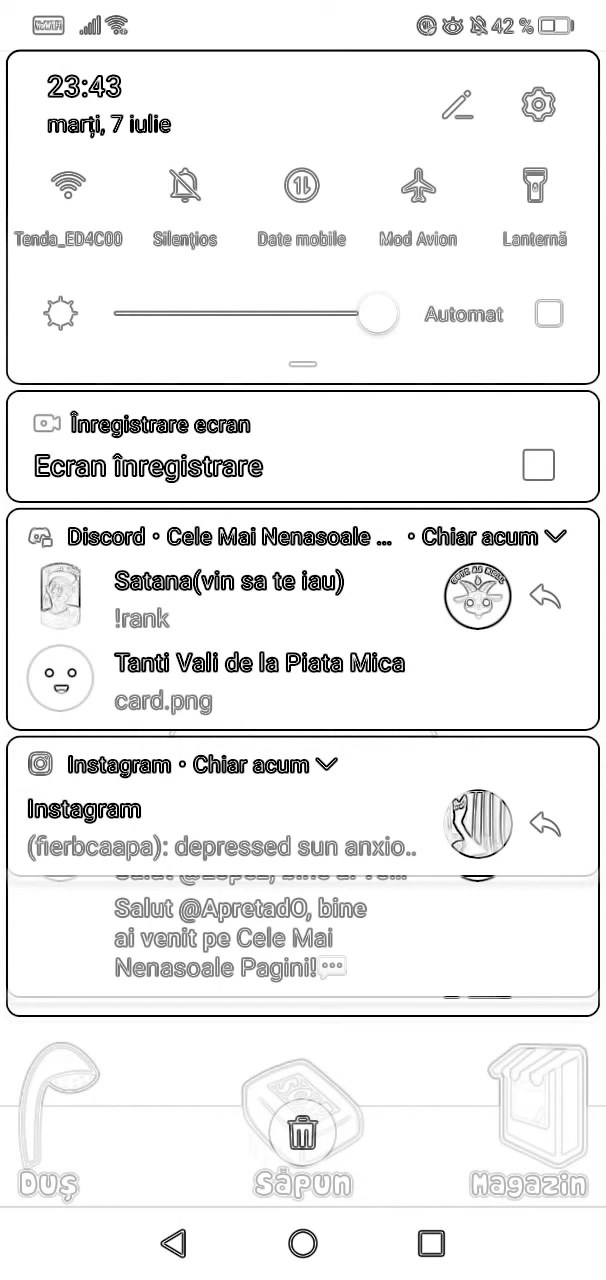 42 %
23:43
marți, 7 iulie
Tenda_ED4C00 Silențios Date mobile Mod Avion Lanternă
Automat
Înregistrare ecran
Ecran înregistrare
Discord • Cele Mai Nenasoale ... • Chiar acum
Satana(vin sa te iau)
!rank
Tanti Vali de la Piata Mica
card.png
Instagram • Chiar acum
Instagram
(fierbcaapa): depressed sun anxio..
Salut @ApretadO, bine
ai venit pe Cele Mai
Nenasoale Pagini!💬
Duș Săpun Magazin